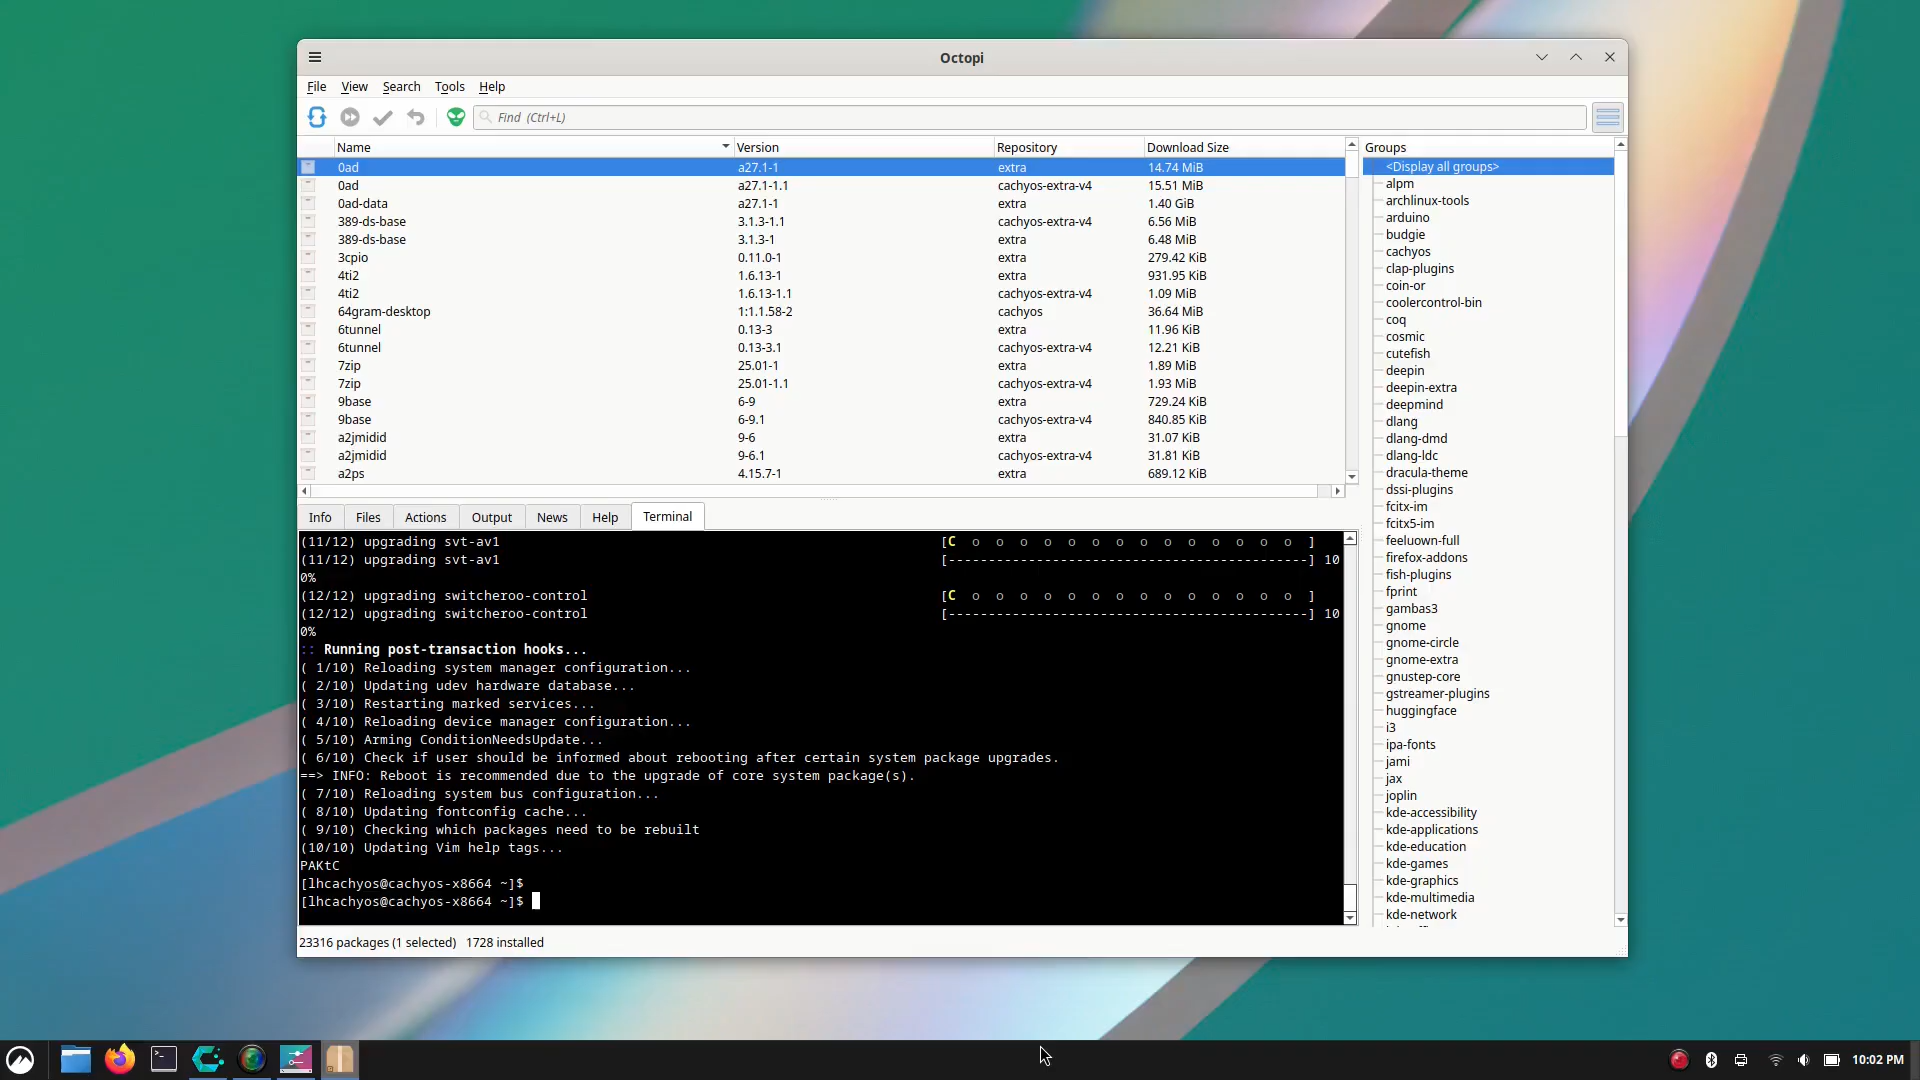 Octopi
File View Search Tools Help
Find (Ctrl+L)
Name Version Repository Download Size
0ad a27.1-1 extra 14.74 MiB
0ad a27.1-1.1 cachyos-extra-v4 15.51 MiB
0ad-data a27.1-1 extra 1.40 GiB
389-ds-base 3.1.3-1.1 cachyos-extra-v4 6.56 MiB
389-ds-base 3.1.3-1 extra 6.48 MiB
3cpio 0.11.0-1 extra 279.42 KiB
4ti2 1.6.13-1 extra 931.95 KiB
4ti2 1.6.13-1.1 cachyos-extra-v4 1.09 MiB
64gram-desktop 1:1.1.58-2 cachyos 36.64 MiB
6tunnel 0.13-3 extra 11.96 KiB
6tunnel 0.13-3.1 cachyos-extra-v4 12.21 KiB
7zip 25.01-1 extra 1.89 MiB
7zip 25.01-1.1 cachyos-extra-v4 1.93 MiB
9base 6-9 extra 729.24 KiB
9base 6-9.1 cachyos-extra-v4 840.85 KiB
a2jmidid 9-6 extra 31.07 KiB
a2jmidid 9-6.1 cachyos-extra-v4 31.81 KiB
a2ps 4.15.7-1 extra 689.12 KiB
Groups
<Display all groups>
alpm
archlinux-tools
arduino
budgie
cachyos
clap-plugins
coin-or
coolercontrol-bin
coq
cosmic
cutefish
deepin
deepin-extra
deepmind
dlang
dlang-dmd
dlang-ldc
dracula-theme
dssi-plugins
fcitx-im
fcitx5-im
feeluown-full
firefox-addons
fish-plugins
fprint
gambas3
gnome
gnome-circle
gnome-extra
gnustep-core
gstreamer-plugins
huggingface
i3
ipa-fonts
jami
jax
joplin
kde-accessibility
kde-applications
kde-education
kde-games
kde-graphics
kde-multimedia
kde-network
Info Files Actions Output News Help Terminal
(11/12) upgrading svt-av1 [C o o o o o o o o o o o o o o ]
(11/12) upgrading svt-av1 [---------------------------------------------] 10
0%
(12/12) upgrading switcheroo-control [C o o o o o o o o o o o o o o ]
(12/12) upgrading switcheroo-control [---------------------------------------------] 10
0%
:: Running post-transaction hooks...
( 1/10) Reloading system manager configuration...
( 2/10) Updating udev hardware database...
( 3/10) Restarting marked services...
( 4/10) Reloading device manager configuration...
( 5/10) Arming ConditionNeedsUpdate...
( 6/10) Check if user should be informed about rebooting after certain system package upgrades.
==> INFO: Reboot is recommended due to the upgrade of core system package(s).
( 7/10) Reloading system bus configuration...
( 8/10) Updating fontconfig cache...
( 9/10) Checking which packages need to be rebuilt
(10/10) Updating Vim help tags...
PAKtC
[lhcachyos@cachyos-x8664 ~]$
[lhcachyos@cachyos-x8664 ~]$
23316 packages (1 selected) 1728 installed
10:02 PM